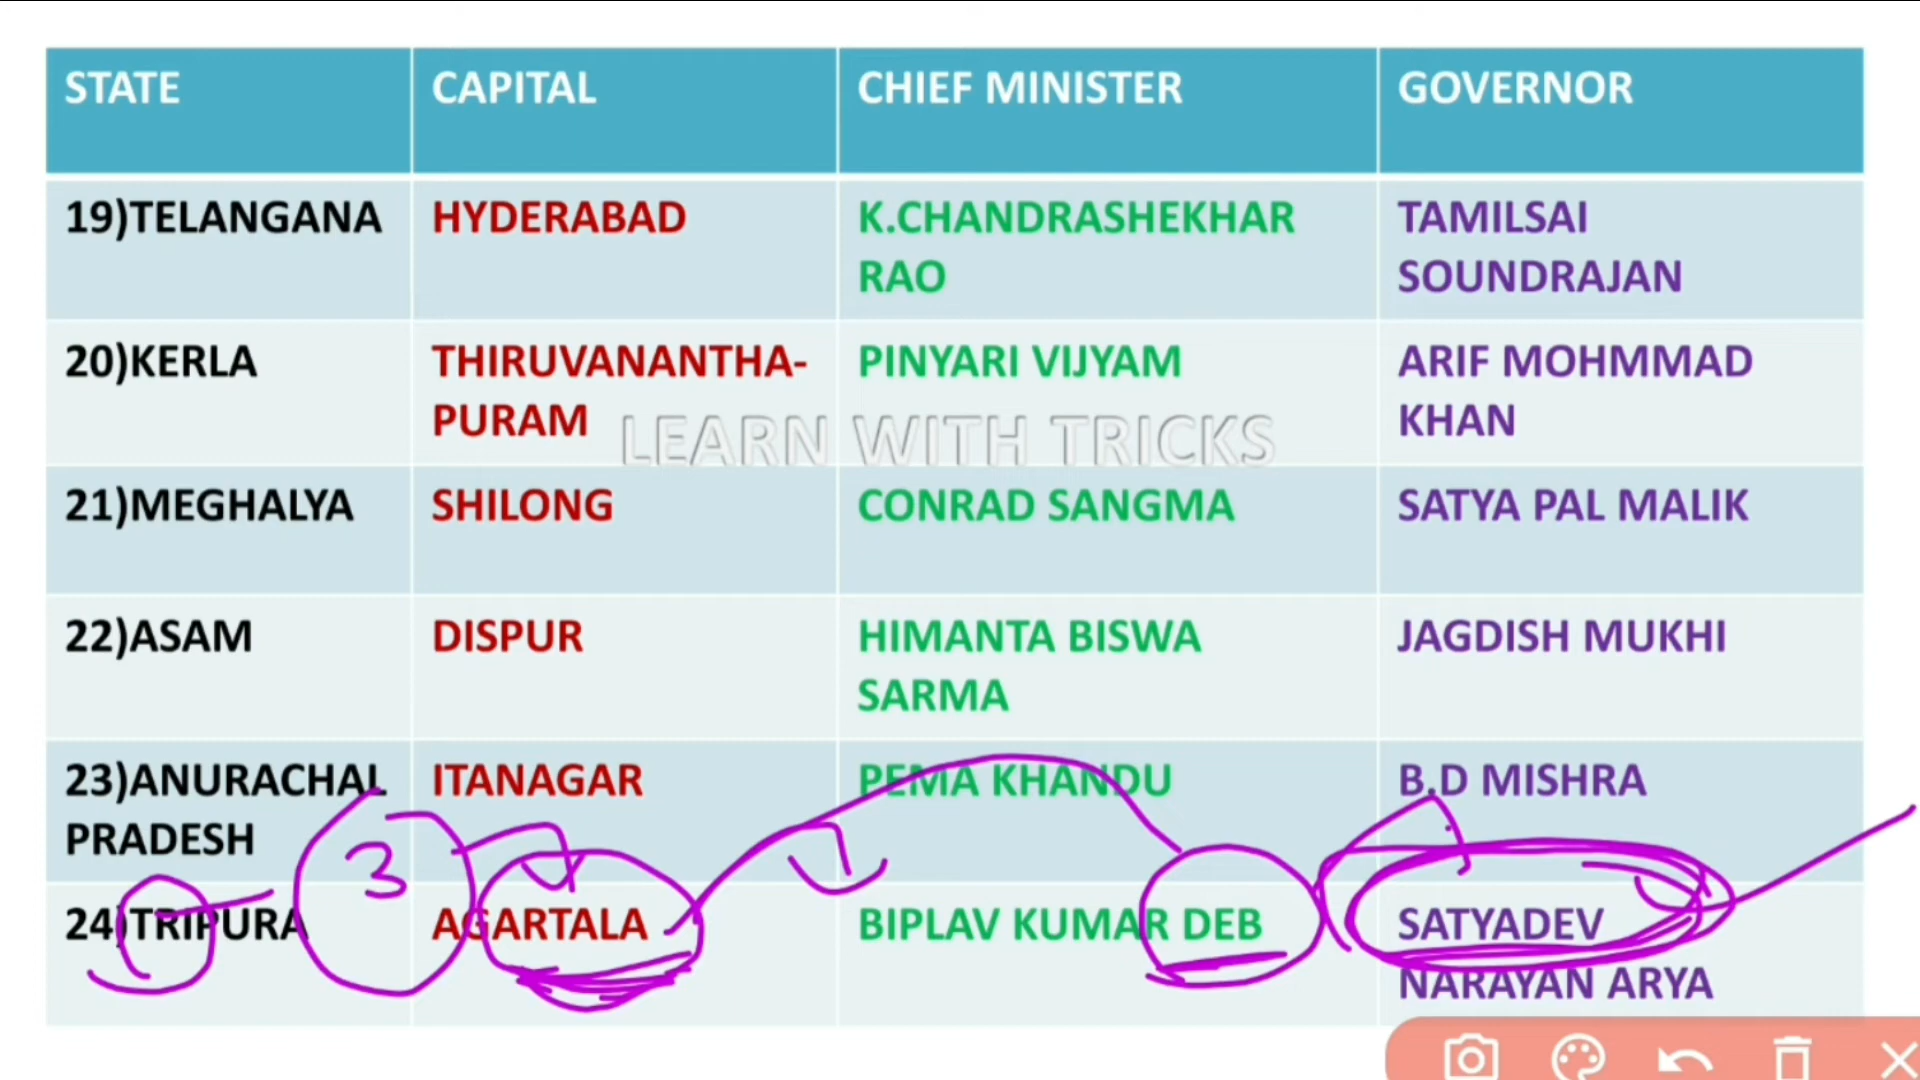 STATE CAPITAL CHIEF MINISTER GOVERNOR
19)TELANGANA HYDERABAD K.CHANDRASHEKHAR TAMILSAI
RAO SOUNDRAJAN
20)KERLA THIRUVANANTHA- PINYARI VIJYAM ARIF MOHMMAD
PURAM KHAN
LEARN WITH TRICKS
21)MEGHALYA SHILONG CONRAD SANGMA SATYA PAL MALIK
22)ASAM DISPUR HIMANTA BISWA JAGDISH MUKHI
SARMA
23)ANURACHAL ITANAGAR PEMA KHANDU B.D MISHRA
PRADESH
3
24)TRIPURA AGARTALA BIPLAV KUMAR DEB SATYADEV
NARAYAN ARYA